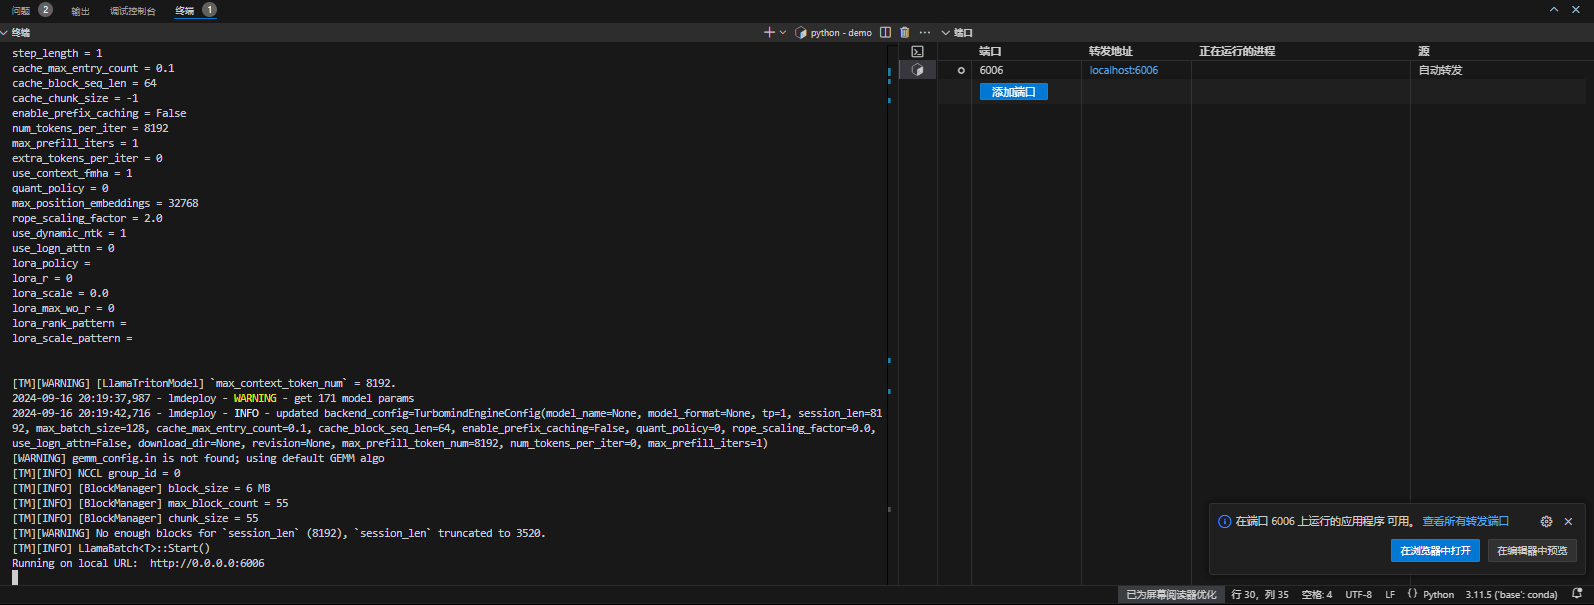 问题 2 输出 调试控制台 终端 1
终端
python - demo
step_length = 1
cache_max_entry_count = 0.1
cache_block_seq_len = 64
cache_chunk_size = -1
enable_prefix_caching = False
num_tokens_per_iter = 8192
max_prefill_iters = 1
extra_tokens_per_iter = 0
use_context_fmha = 1
quant_policy = 0
max_position_embeddings = 32768
rope_scaling_factor = 2.0
use_dynamic_ntk = 1
use_logn_attn = 0
lora_policy =
lora_r = 0
lora_scale = 0.0
lora_max_wo_r = 0
lora_rank_pattern =
lora_scale_pattern =
[TM][WARNING] [LlamaTritonModel] `max_context_token_num` = 8192.
2024-09-16 20:19:37,987 - lmdeploy - WARNING - get 171 model params
2024-09-16 20:19:42,716 - lmdeploy - INFO - updated backend_config=TurbomindEngineConfig(model_name=None, model_format=None, tp=1, session_len=81
92, max_batch_size=128, cache_max_entry_count=0.1, cache_block_seq_len=64, enable_prefix_caching=False, quant_policy=0, rope_scaling_factor=0.0,
use_logn_attn=False, download_dir=None, revision=None, max_prefill_token_num=8192, num_tokens_per_iter=0, max_prefill_iters=1)
[WARNING] gemm_config.in is not found; using default GEMM algo
[TM][INFO] NCCL group_id = 0
[TM][INFO] [BlockManager] block_size = 6 MB
[TM][INFO] [BlockManager] max_block_count = 55
[TM][INFO] [BlockManager] chunk_size = 55
[TM][WARNING] No enough blocks for `session_len` (8192), `session_len` truncated to 3520.
[TM][INFO] LlamaBatch<T>::Start()
Running on local URL:  http://0.0.0.0:6006
端口
端口 转发地址 正在运行的进程 源
6006 localhost:6006 自动转发
添加端口
在端口 6006 上运行的应用程序 可用。 查看所有转发端口
在浏览器中打开 在编辑器中预览
已为屏幕阅读器优化 行 30，列 35 空格: 4 UTF-8 LF {} Python 3.11.5 ('base': conda)